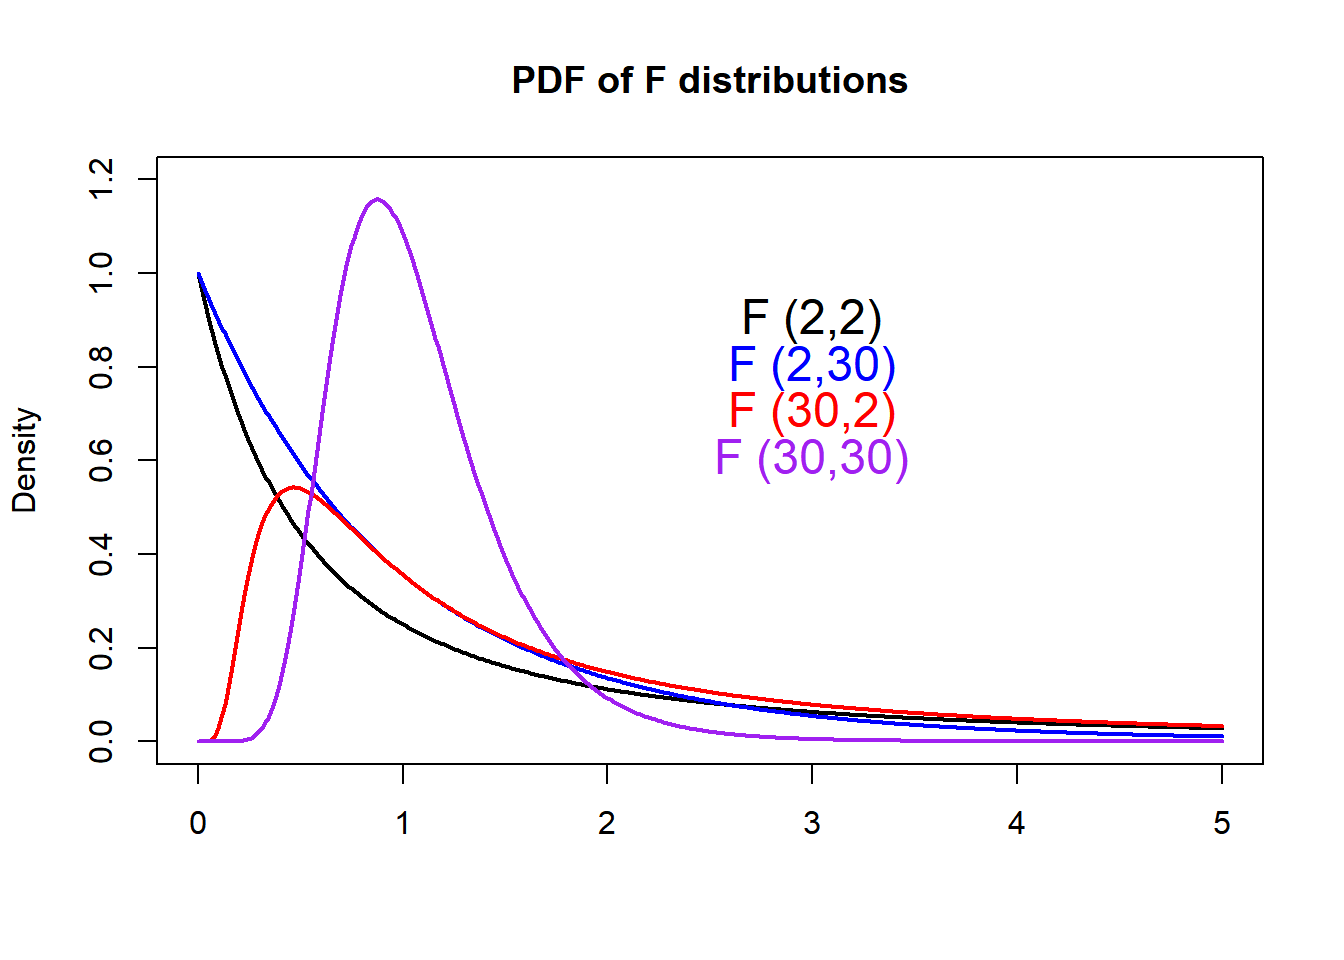 PDF of F distributions
Density
1.2
1.0
0.8
0.6
0.4
0.2
0.0
F (2,2)
F (2,30)
F (30,2)
F (30,30)
0 1 2 3 4 5